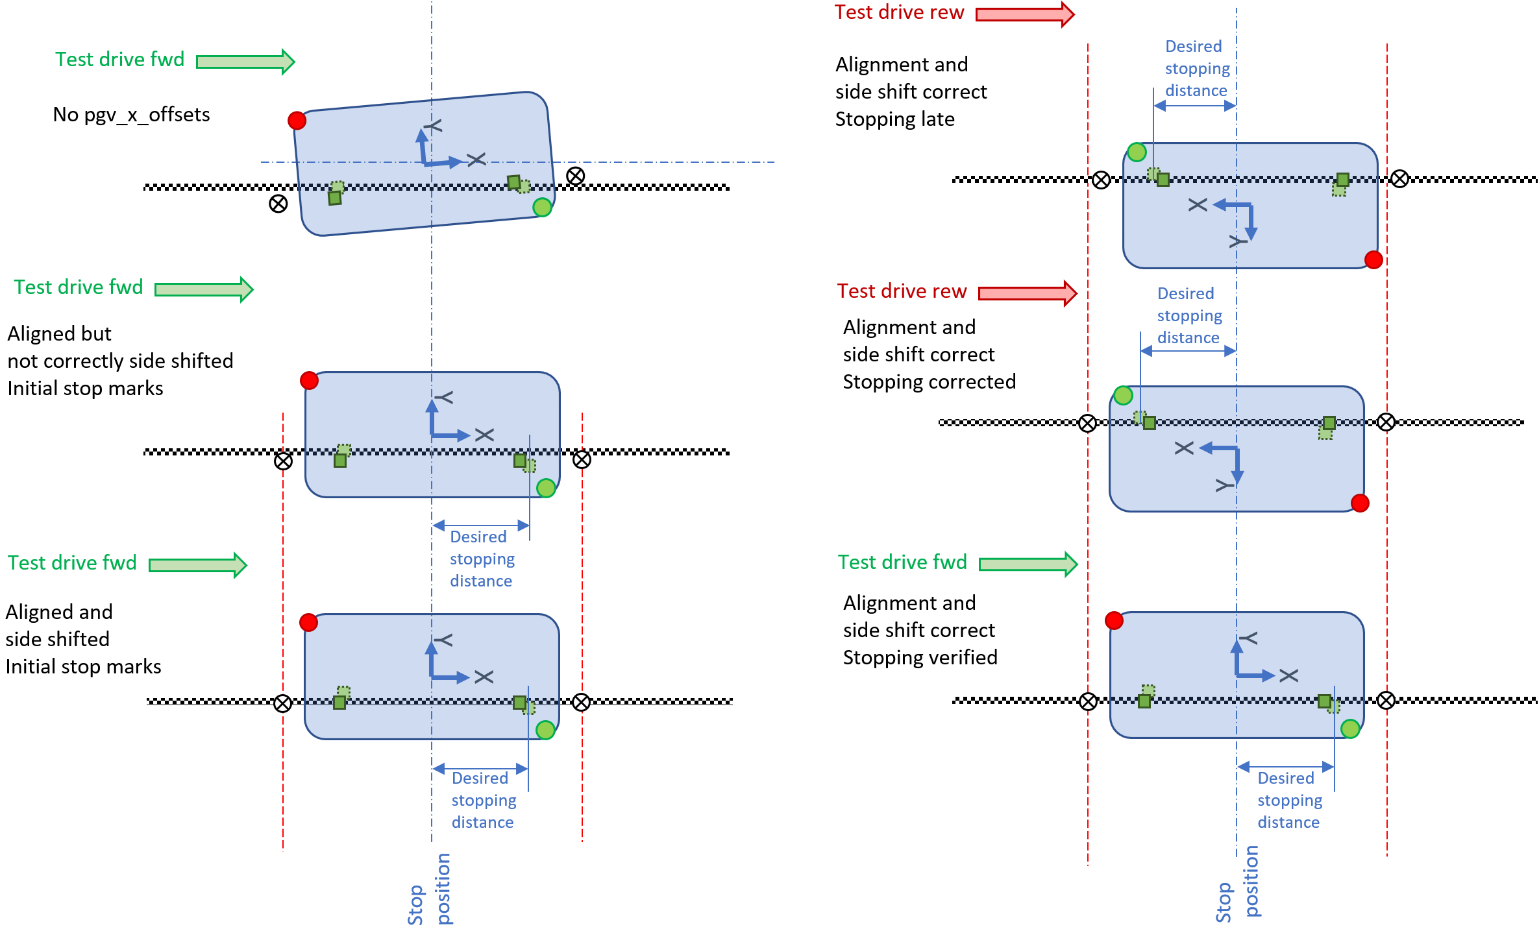 Test drive fwd
No pgv_x_offsets
Y
X
Test drive fwd
Aligned but
not correctly side shifted
Initial stop marks
Y
X
Desired
stopping
distance
Test drive fwd
Aligned and
side shifted
Initial stop marks
Y
X
Desired
stopping
distance
Stop
position
Test drive rew
Alignment and
side shift correct
Stopping late
Desired
stopping
distance
X
Y
Test drive rew
Alignment and
side shift correct
Stopping corrected
Desired
stopping
distance
X
Y
Test drive fwd
Alignment and
side shift correct
Stopping verified
Y
X
Desired
stopping
distance
Stop
position